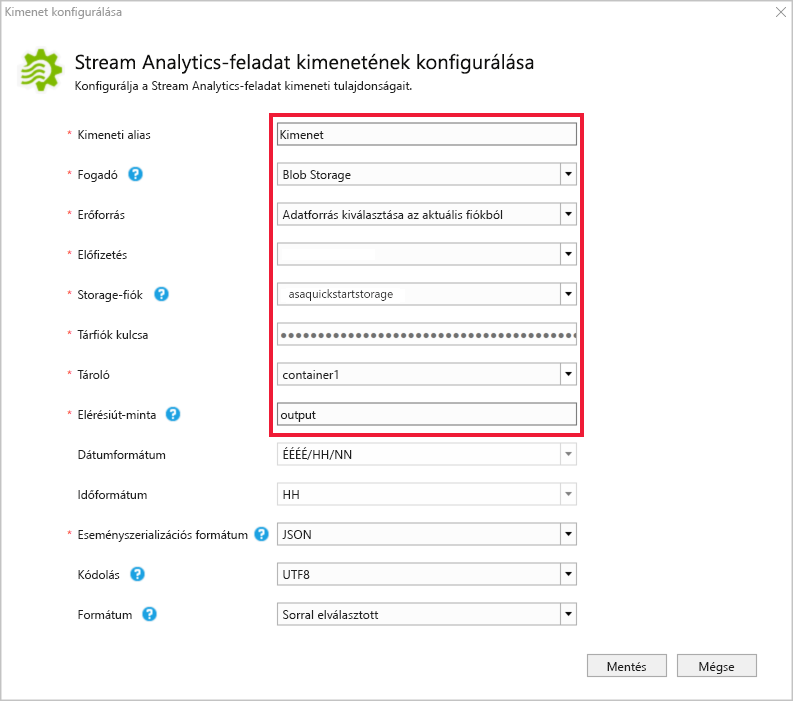 Kimenet konfigurálása
Stream Analytics-feladat kimenetének konfigurálása
Konfigurálja a Stream Analytics-feladat kimeneti tulajdonságait.
* Kimeneti alias Kimenet
* Fogadó ? Blob Storage
* Erőforrás Adatforrás kiválasztása az aktuális fiókból
* Előfizetés
* Storage-fiók ? asaquickstartstorage
* Tárfiók kulcsa
* Tároló container1
* Elérésiút-minta ? output
Dátumformátum ÉÉÉÉ/HH/NN
Időformátum HH
* Eseményszerializációs formátum ? JSON
Kódolás ? UTF8
Formátum ? Sorral elválasztott
Mentés Mégse